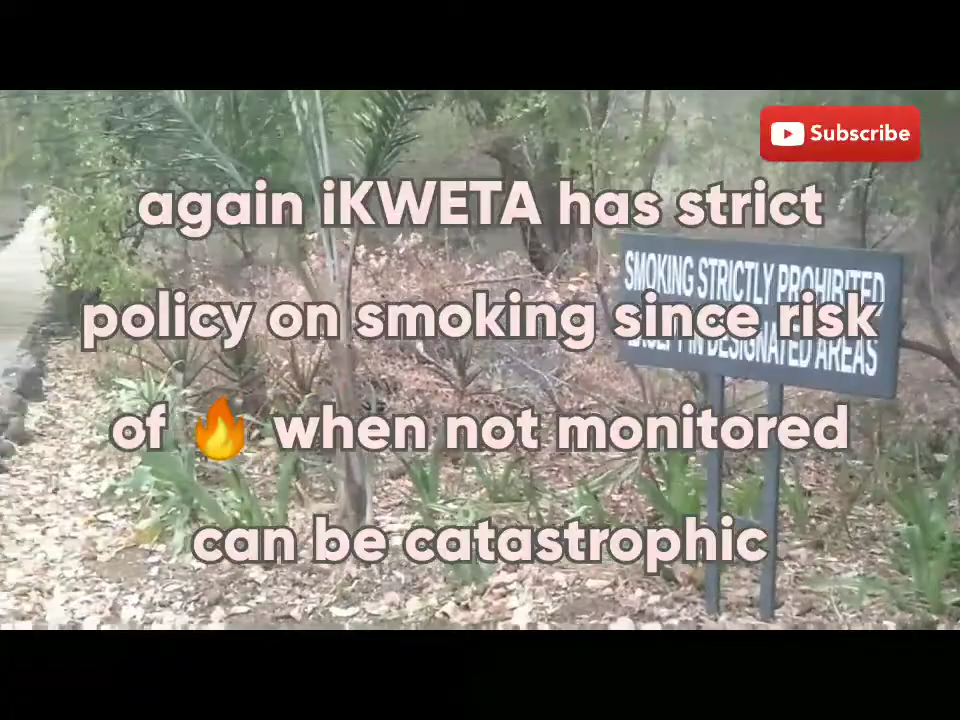 Subscribe
again iKWETA has strict
SMOKING STRICTLY PROHIBITED
policy on smoking since risk
EXCEPT IN DESIGNATED AREAS
of 🔥 when not monitored
can be catastrophic